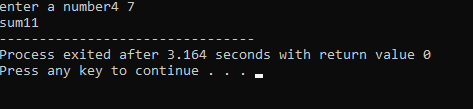 enter a number4 7
sum11
--------------------------------
Process exited after 3.164 seconds with return value 0
Press any key to continue . . .